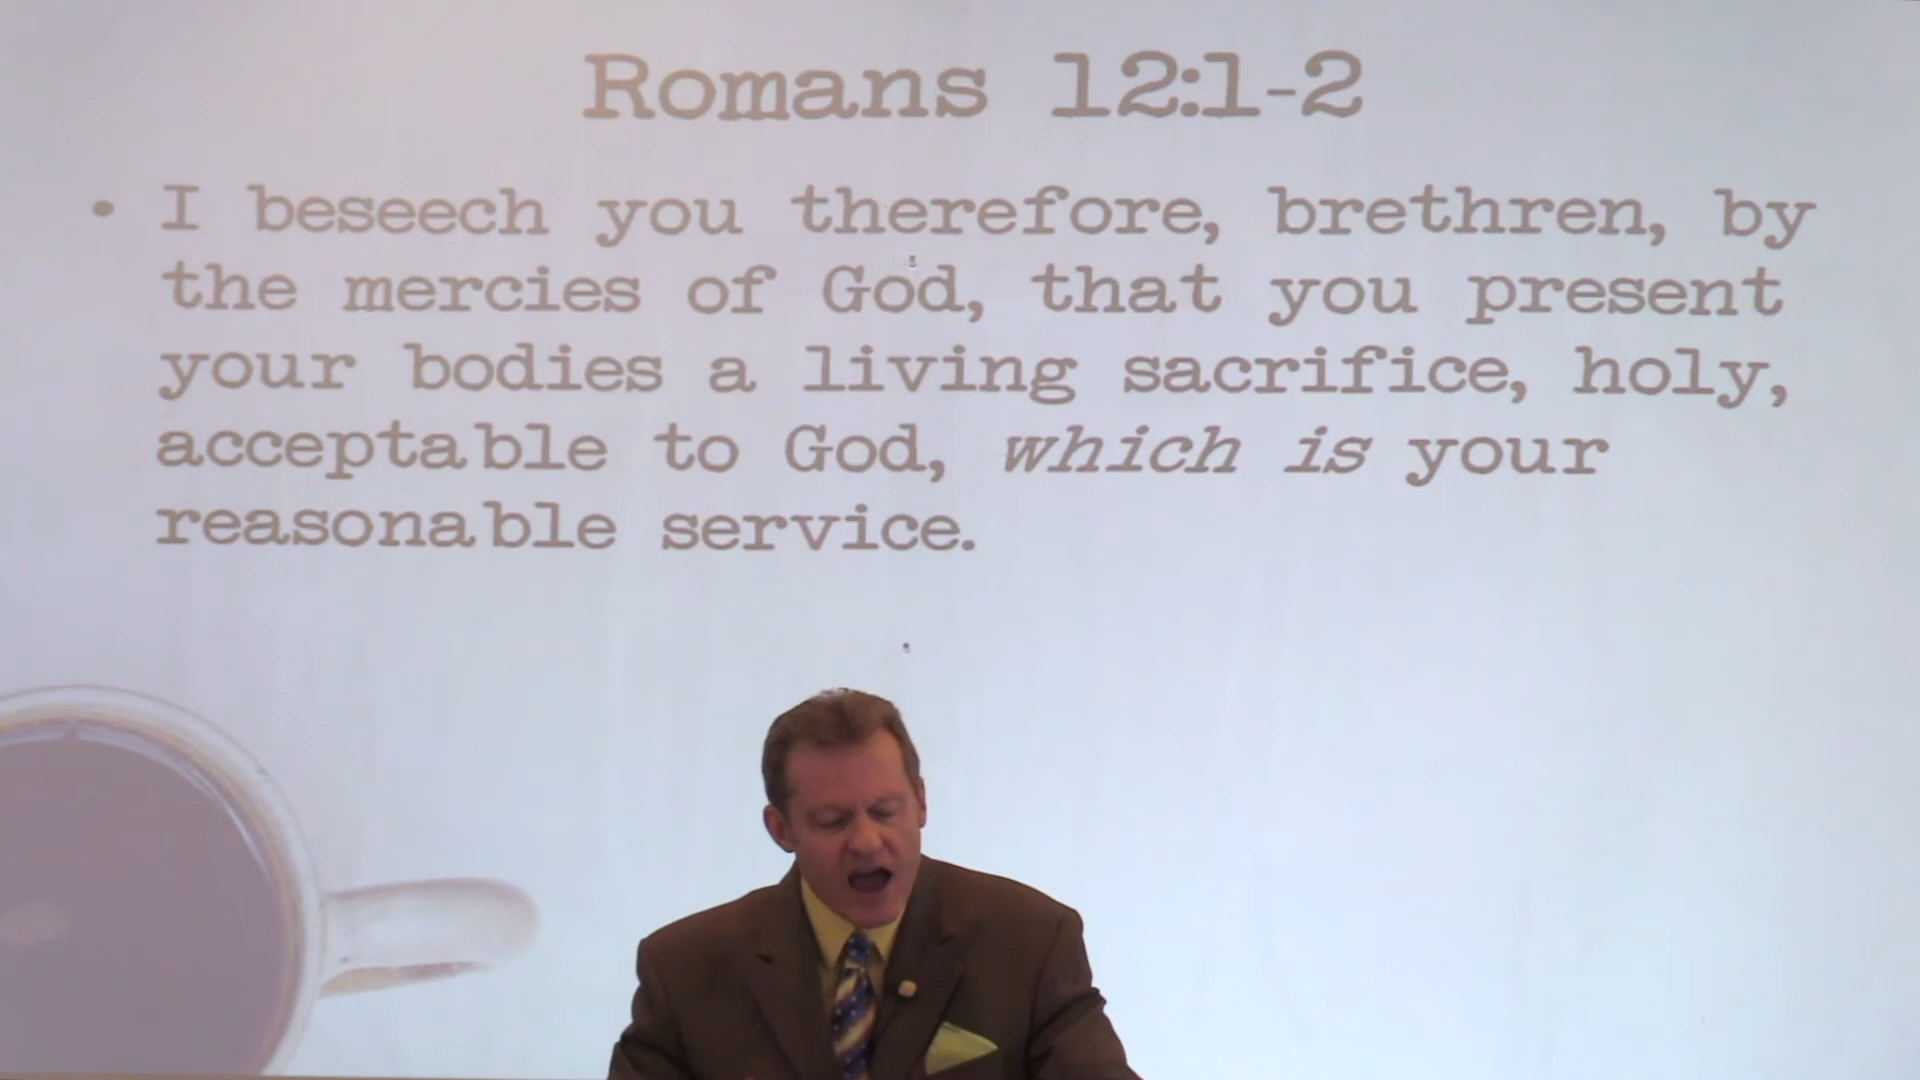 Romans 12:1-2
• I beseech you therefore, brethren, by
the mercies of God, that you present
your bodies a living sacrifice, holy,
acceptable to God, which is your
reasonable service.